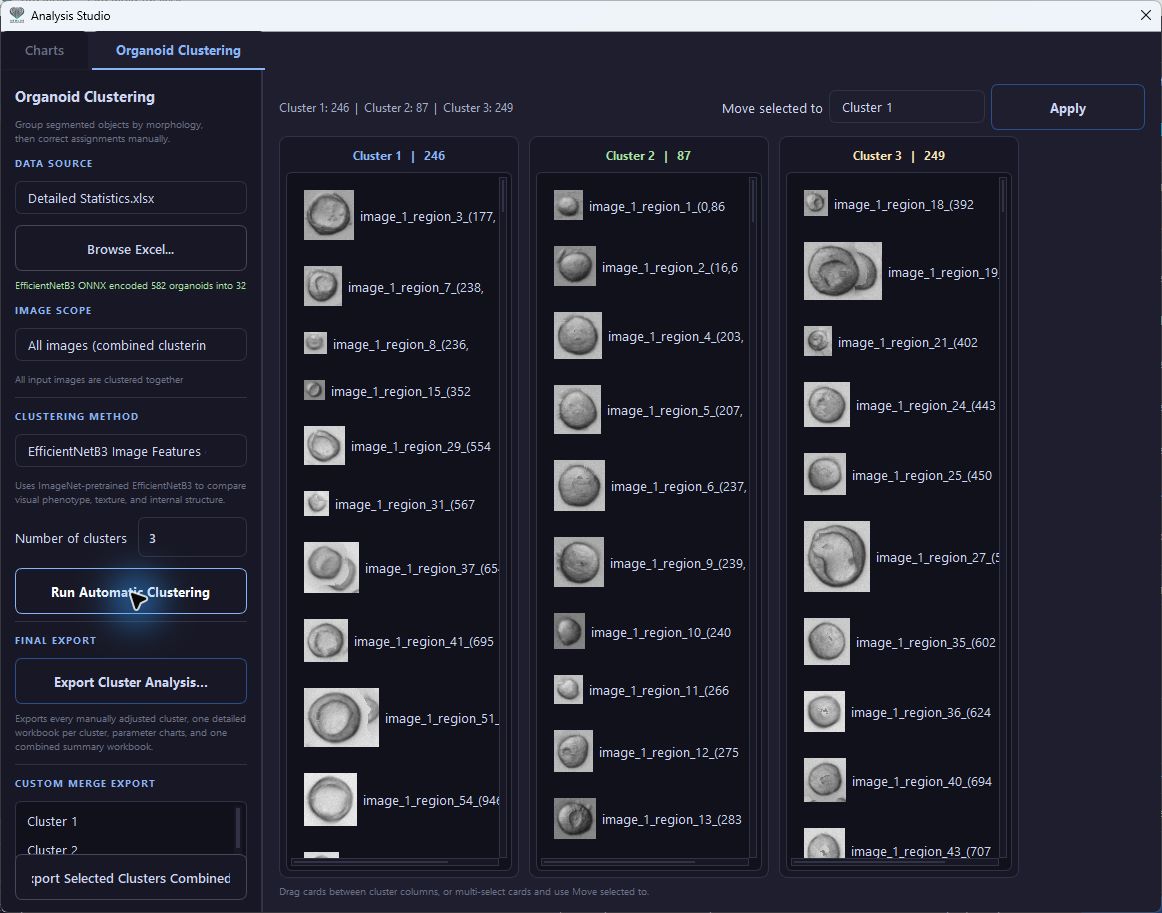 Analysis Studio
Charts
Organoid Clustering
Organoid Clustering
Group segmented objects by morphology,
then correct assignments manually.
DATA SOURCE
Detailed Statistics.xlsx
Browse Excel...
EfficientNetB3 ONNX encoded 582 organoids into 32
IMAGE SCOPE
All images (combined clusterin
All input images are clustered together
CLUSTERING METHOD
EfficientNetB3 Image Features
Uses ImageNet-pretrained EfficientNetB3 to compare
visual phenotype, texture, and internal structure.
Number of clusters 3
Run Automatic Clustering
FINAL EXPORT
Export Cluster Analysis...
Exports every manually adjusted cluster, one detailed
workbook per cluster, parameter charts, and one
combined summary workbook.
CUSTOM MERGE EXPORT
Cluster 1
Cluster 2
xport Selected Clusters Combined
Cluster 1: 246 | Cluster 2: 87 | Cluster 3: 249
Move selected to
Cluster 1
Apply
Cluster 1 | 246
image_1_region_3_(177,
image_1_region_7_(238,
image_1_region_8_(236,
image_1_region_15_(352
image_1_region_29_(554
image_1_region_31_(567
image_1_region_37_(654
image_1_region_41_(695
image_1_region_51_
image_1_region_54_(946
Cluster 2 | 87
image_1_region_1_(0,86
image_1_region_2_(16,6
image_1_region_4_(203,
image_1_region_5_(207,
image_1_region_6_(237,
image_1_region_9_(239,
image_1_region_10_(240
image_1_region_11_(266
image_1_region_12_(275
image_1_region_13_(283
Cluster 3 | 249
image_1_region_18_(392
image_1_region_19_
image_1_region_21_(402
image_1_region_24_(443
image_1_region_25_(450
image_1_region_27_(5
image_1_region_35_(602
image_1_region_36_(624
image_1_region_40_(694
image_1_region_43_(707
Drag cards between cluster columns, or multi-select cards and use Move selected to.